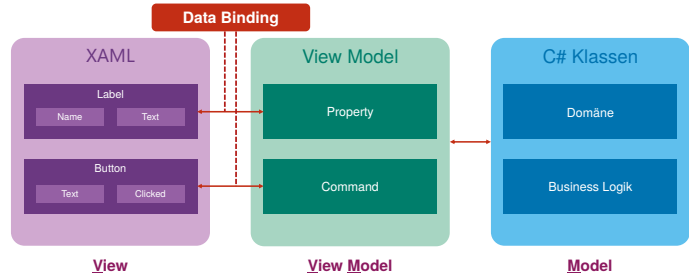 Data Binding
XAML
View Model
C# Klassen
Label
Name
Text
Property
Domäne
Button
Text
Clicked
Command
Business Logik
View
View Model
Model